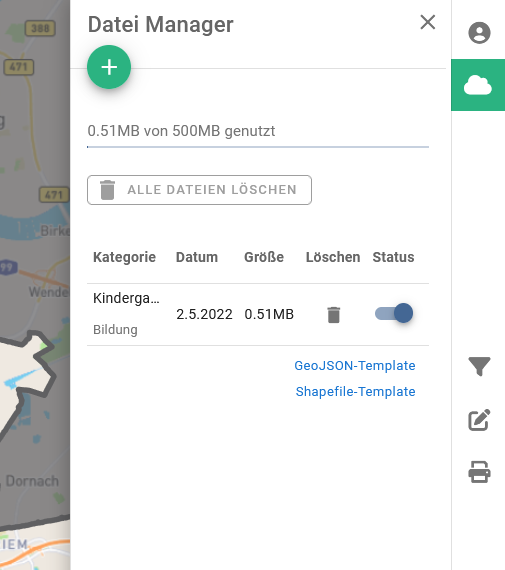 Datei Manager
388
471
0.51MB von 500MB genutzt
ALLE DATEIEN LÖSCHEN
471
Birke
Kategorie Datum Größe Löschen Status
99
Wende
Kinderga...
2.5.2022 0.51MB
Bildung
GeoJSON-Template
Shapefile-Template
Dornach
IEM